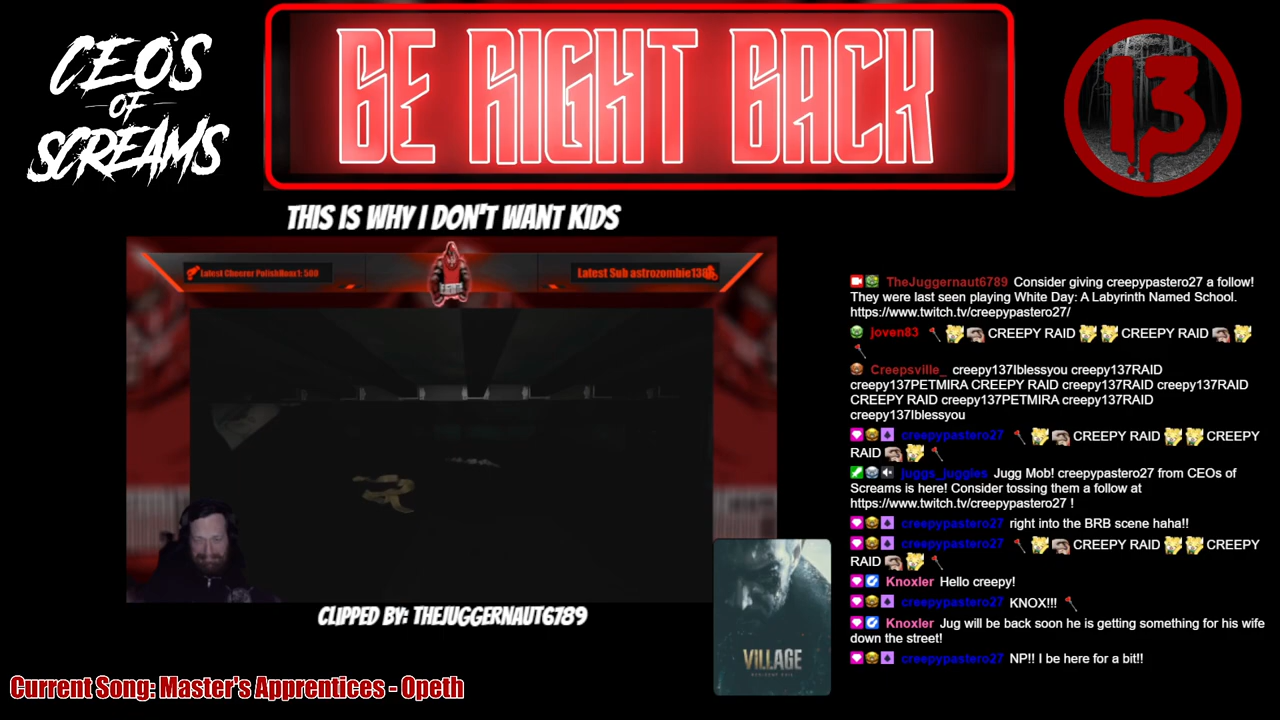 CEO'S
OF
SCREAMS
BE RIGHT BACK
13
THIS IS WHY I DON'T WANT KIDS
Latest Cheerer PolishHour1: 500
Latest Sub astrozombie138
CLIPPED BY: THEJUGGERNAUT6789
VILLAGE
RESIDENT EVIL
Current Song: Master's Apprentices - Opeth
TheJuggernaut6789 Consider giving creepypastero27 a follow!
They were last seen playing White Day: A Labyrinth Named School.
https://www.twitch.tv/creepypastero27/
joven83 CREEPY RAID CREEPY RAID
Creepsville_ creepy137Iblessyou creepy137RAID
creepy137PETMIRA CREEPY RAID creepy137RAID creepy137RAID
CREEPY RAID creepy137PETMIRA creepy137RAID
creepy137Iblessyou
creepypastero27 CREEPY RAID CREEPY
RAID
juggs_juggles Jugg Mob! creepypastero27 from CEOs of
Screams is here! Consider tossing them a follow at
https://www.twitch.tv/creepypastero27 !
creepypastero27 right into the BRB scene haha!!
creepypastero27 CREEPY RAID CREEPY
RAID
Knoxler Hello creepy!
creepypastero27 KNOX!!!
Knoxler Jug will be back soon he is getting something for his wife
down the street!
creepypastero27 NP!! I be here for a bit!!